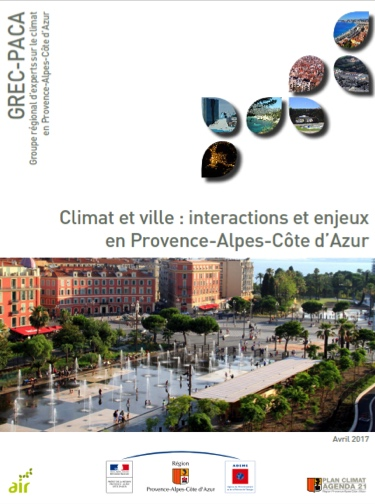 GREC-PACA
Groupe régional d'experts sur le climat
en Provence-Alpes-Côte d'Azur
Climat et ville : interactions et enjeux
en Provence-Alpes-Côte d'Azur
Avril 2017
air
Région
Provence-Alpes-Côte d'Azur
ADEME
PLAN CLIMAT
AGENDA 21